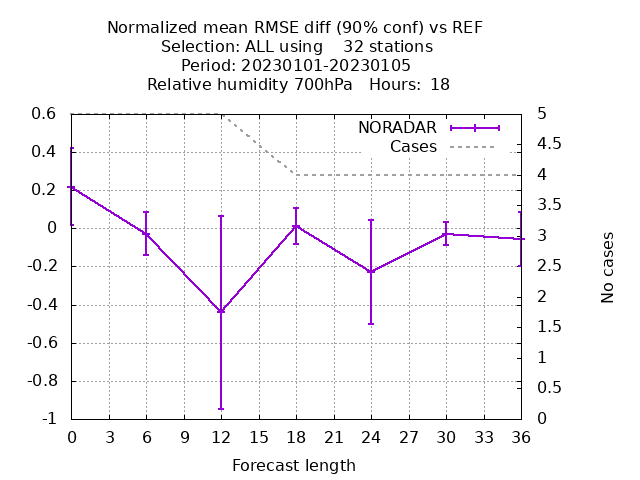 Normalized mean RMSE diff (90% conf) vs REF
Selection: ALL using    32 stations
Period: 20230101-20230105
Relative humidity 700hPa   Hours:  18
0.6
0.4
0.2
0
-0.2
-0.4
-0.6
-0.8
-1
5
4.5
4
3.5
3
2.5
2
1.5
1
0.5
0
NORADAR
Cases
No cases
0 3 6 9 12 15 18 21 24 27 30 33 36
Forecast length